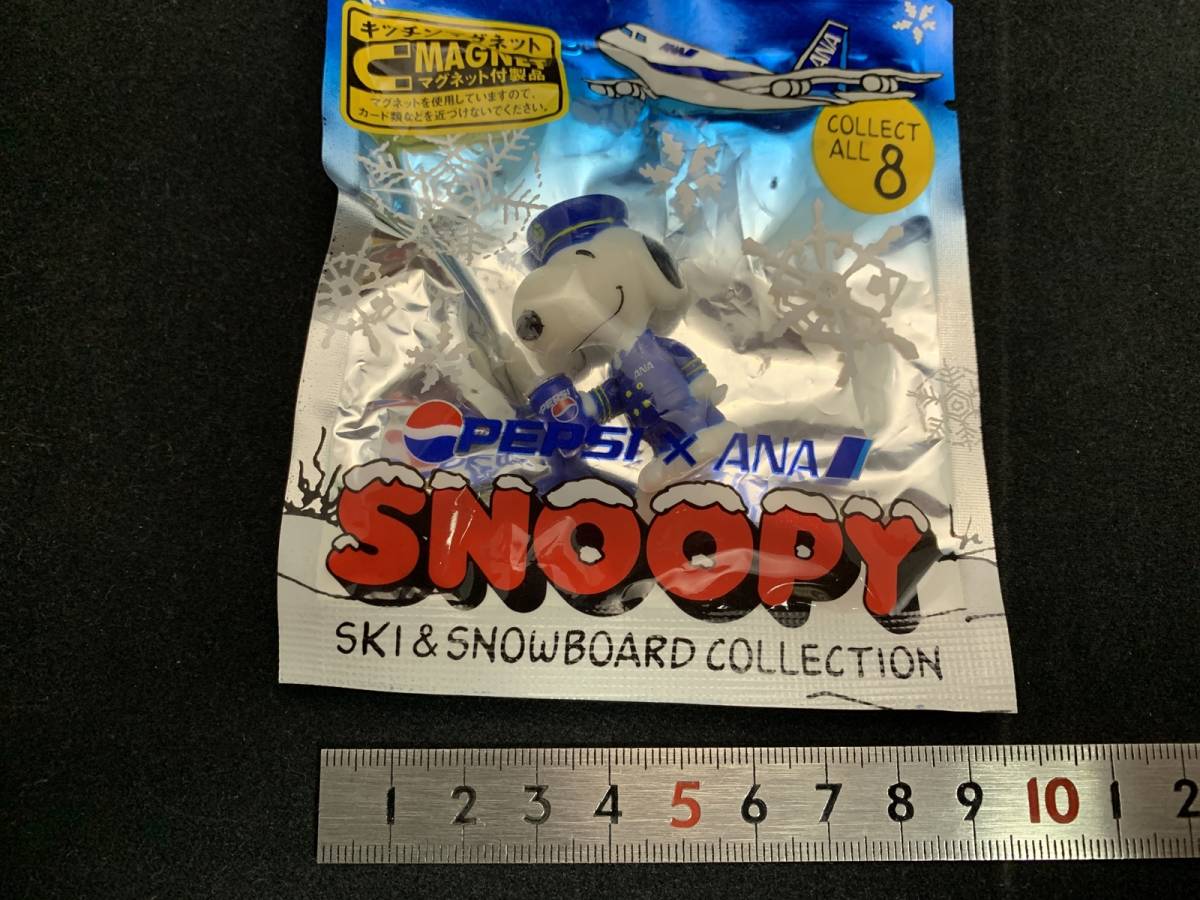 キッチンマグネット
MAGNET
マグネット付製品
マグネットを使用していますので、
カード類などを近づけないでください。
ANA
ANA
COLLECT
ALL 8
ANA
PEPSI
PEPSI x ANA
SNOOPY
SKI & SNOWBOARD COLLECTION
1 2 3 4 5 6 7 8 9 10 1 2